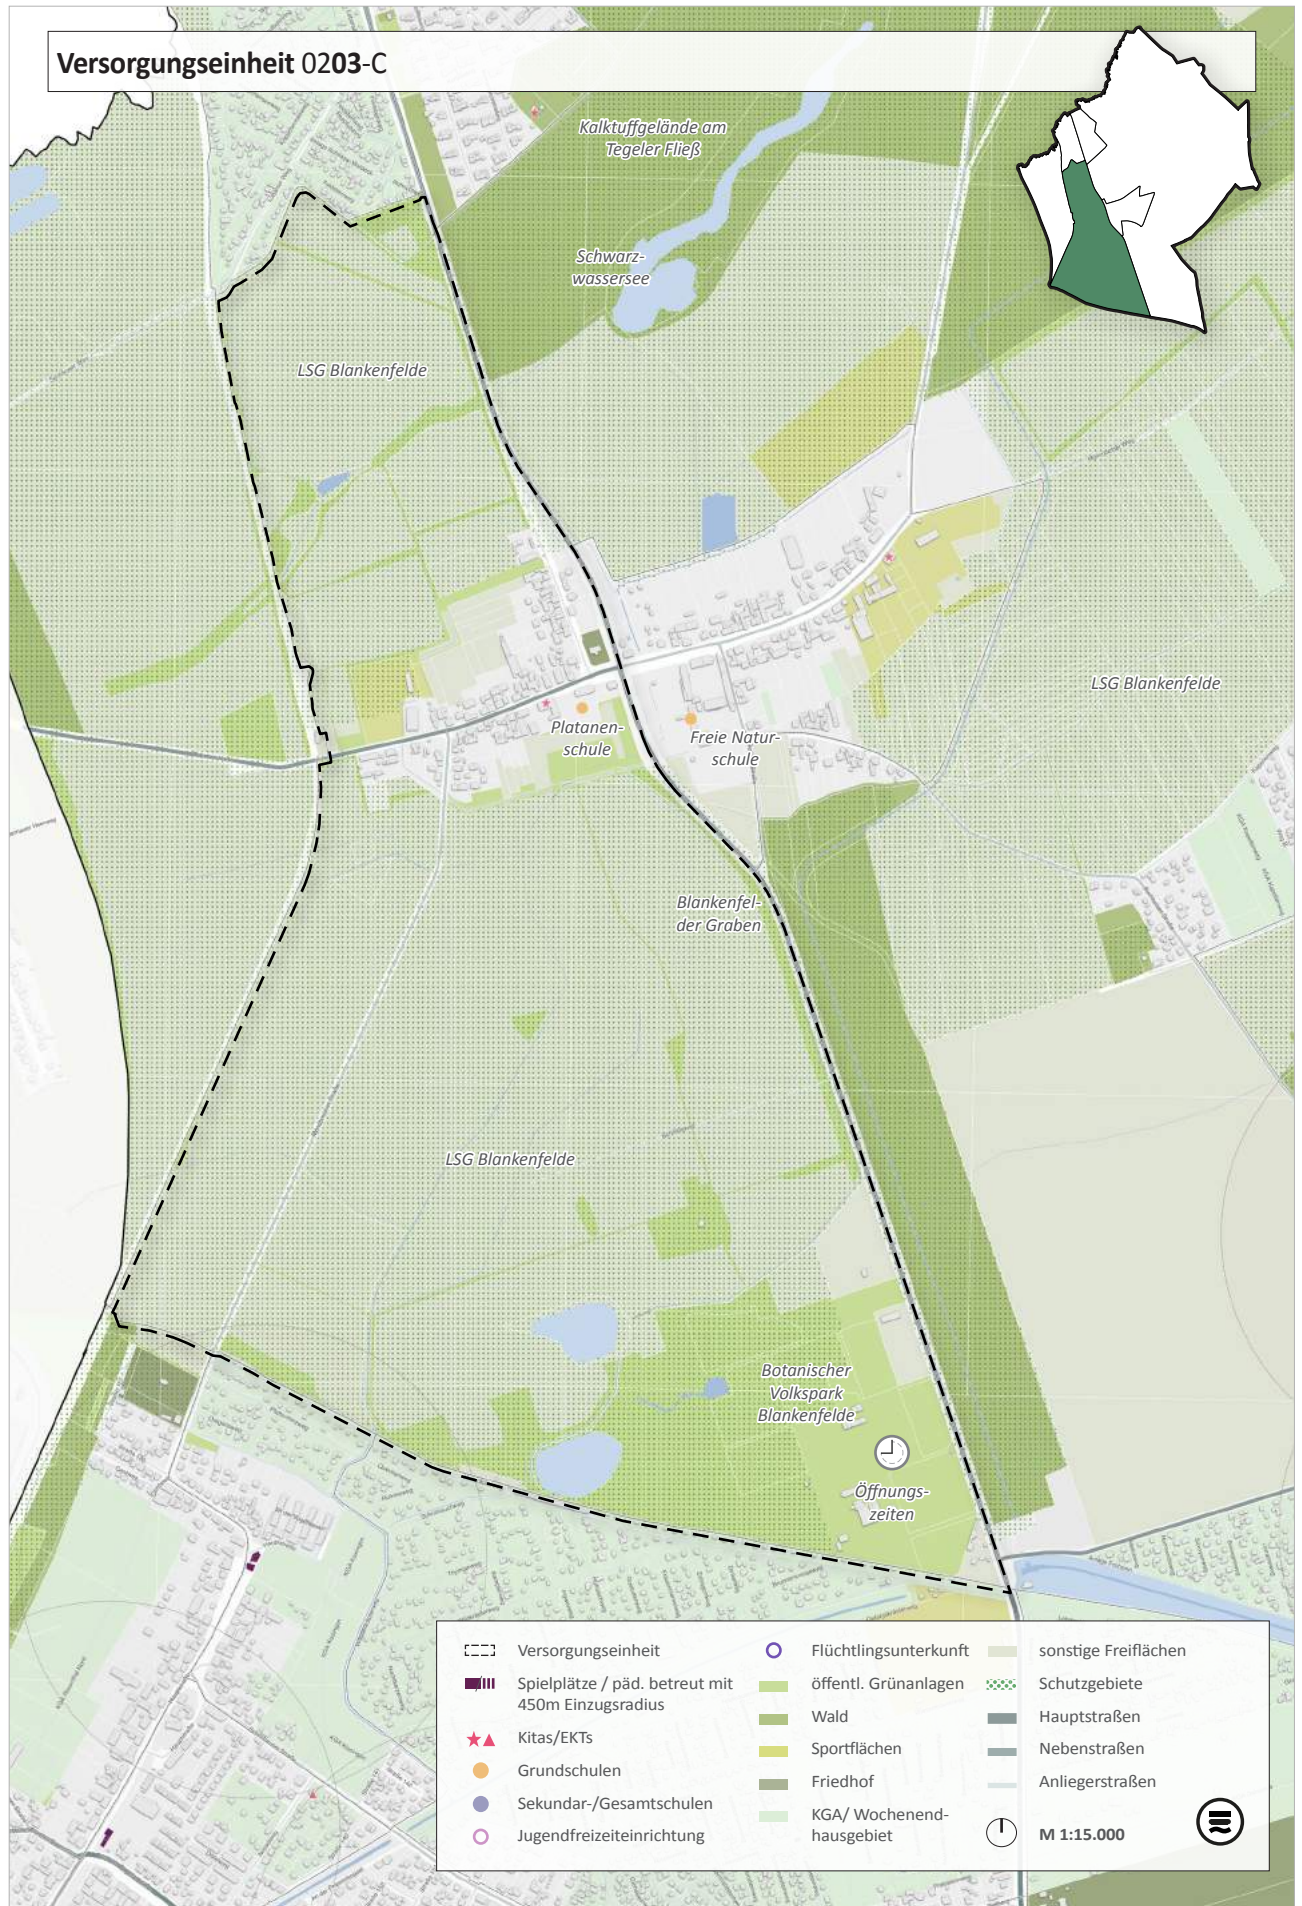 Versorgungseinheit 0203-C
Kalktuffgelände am
Tegeler Fließ
Schwarz-
wassersee
LSG Blankenfelde
LSG Blankenfelde
Platanen-
schule
Freie Natur-
schule
Blankenfel-
der Graben
LSG Blankenfelde
Botanischer
Volkspark
Blankenfelde
Öffnungs-
zeiten
Versorgungseinheit
Spielplätze / päd. betreut mit
450m Einzugsradius
Kitas/EKTs
Grundschulen
Sekundar-/Gesamtschulen
Jugendfreizeiteinrichtung
Flüchtlingsunterkunft
öffentl. Grünanlagen
Wald
Sportflächen
Friedhof
KGA/ Wochenend-
hausgebiet
sonstige Freiflächen
Schutzgebiete
Hauptstraßen
Nebenstraßen
Anliegerstraßen
M 1:15.000